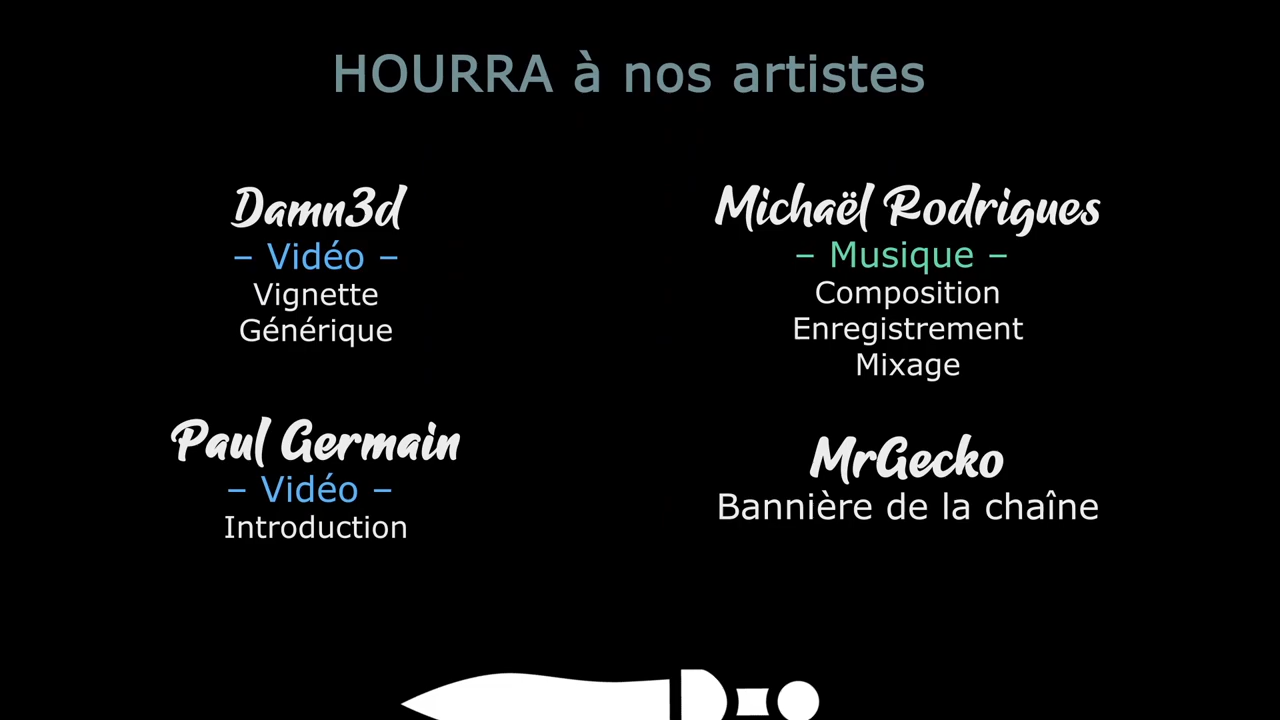 HOURRA à nos artistes
Damn3d
– Vidéo –
Vignette
Générique
Michaël Rodrigues
– Musique –
Composition
Enregistrement
Mixage
Paul Germain
– Vidéo –
Introduction
MrGecko
Bannière de la chaîne